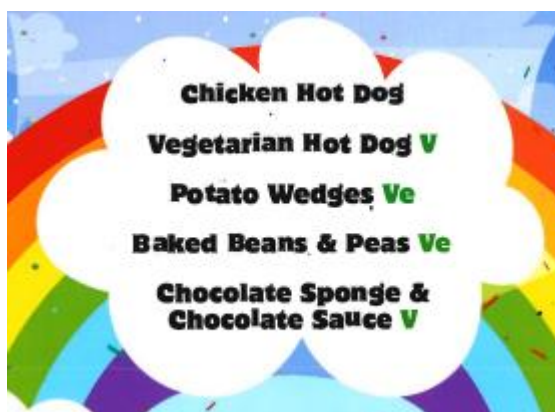 Chicken Hot Dog
Vegetarian Hot Dog V
Potato Wedges Ve
Baked Beans & Peas Ve
Chocolate Sponge &
Chocolate Sauce V